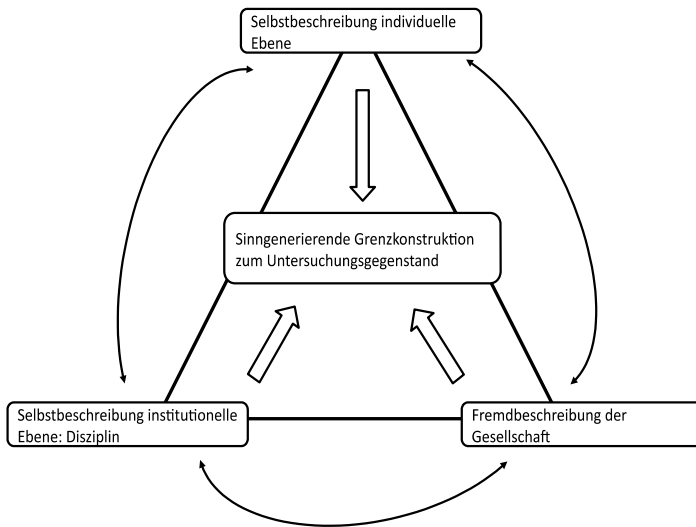 Selbstbeschreibung individuelle
Ebene
Sinngenerierende Grenzkonstruktion
zum Untersuchungsgegenstand
Selbstbeschreibung institutionelle
Ebene: Disziplin
Fremdbeschreibung der
Gesellschaft